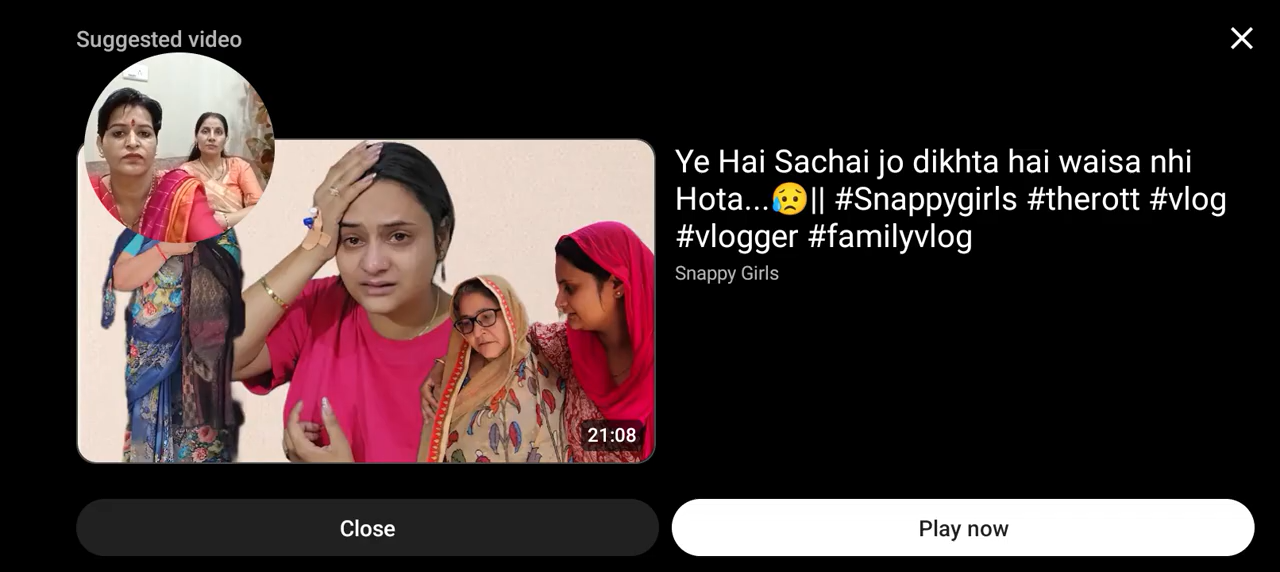 Suggested video
Ye Hai Sachai jo dikhta hai waisa nhi
Hota...😥|| #Snappygirls #therott #vlog
#vlogger #familyvlog
Snappy Girls
21:08
Close
Play now